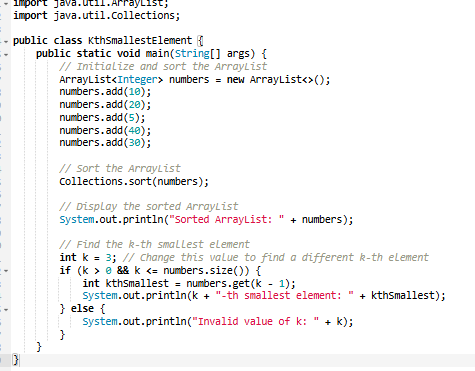 import java.util.ArrayList;
import java.util.Collections;

public class KthSmallestElement {
    public static void main(String[] args) {
        // Initialize and sort the ArrayList
        ArrayList<Integer> numbers = new ArrayList<>();
        numbers.add(10);
        numbers.add(20);
        numbers.add(5);
        numbers.add(40);
        numbers.add(30);

        // Sort the ArrayList
        Collections.sort(numbers);

        // Display the sorted ArrayList
        System.out.println("Sorted ArrayList: " + numbers);

        // Find the k-th smallest element
        int k = 3; // Change this value to find a different k-th element
        if (k > 0 && k <= numbers.size()) {
            int kthSmallest = numbers.get(k - 1);
            System.out.println(k + "-th smallest element: " + kthSmallest);
        } else {
            System.out.println("Invalid value of k: " + k);
        }
    }
}